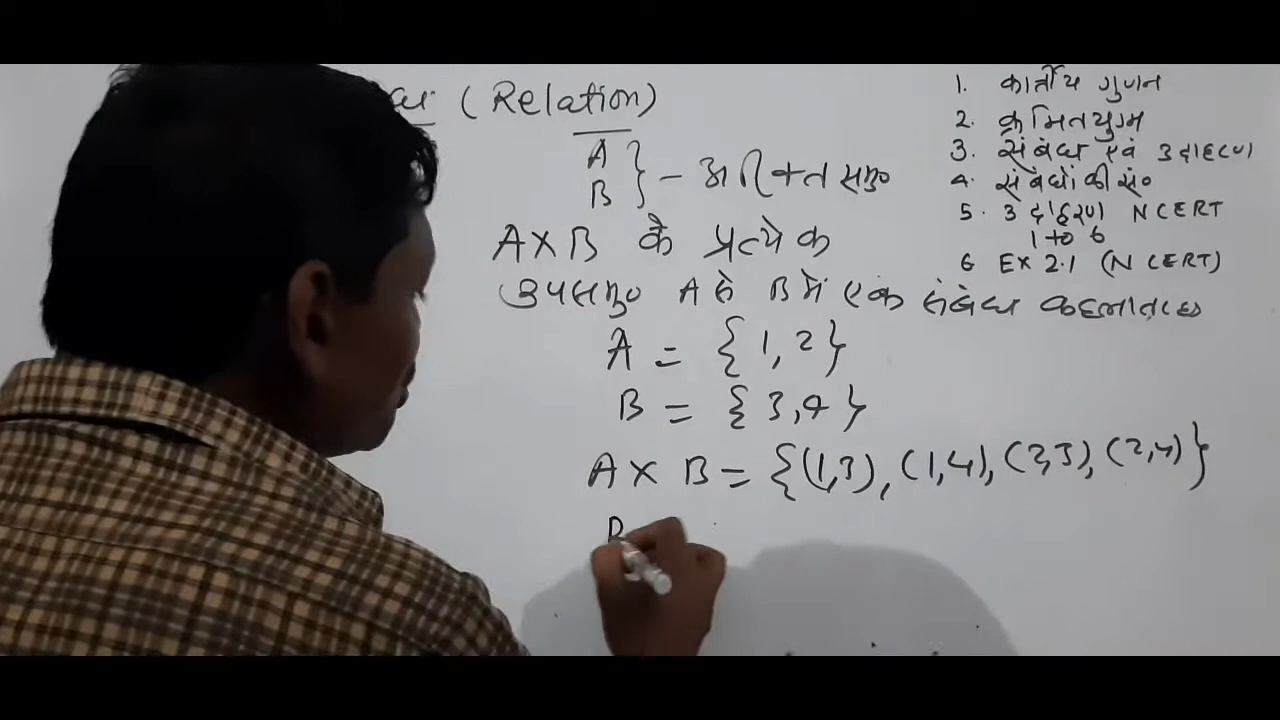 (Relation)
A
B } - अरिक्त समु०
A X B के प्रत्येक
उपसमु० A से B में एक संबंध कहलाता है
A = { 1, 2 }
B = { 3, 4 }
A X B = {(1,3), (1,4), (2,3), (2,4)}
R
1. कार्तीय गुणन
2. क्रमितयुग्म
3. संबंध एवं उदाहरण
4. संबंधों की सं०
5. उदाहरण NCERT
1 to 6
6 EX 2.1 (NCERT)